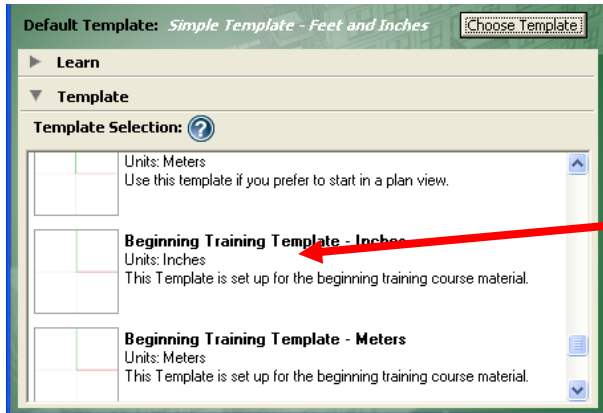 Default Template: Simple Template - Feet and Inches Choose Template
Learn
Template
Template Selection: ?
Units: Meters
Use this template if you prefer to start in a plan view.
Beginning Training Template - Inches
Units: Inches
This Template is set up for the beginning training course material.
Beginning Training Template - Meters
Units: Meters
This Template is set up for the beginning training course material.